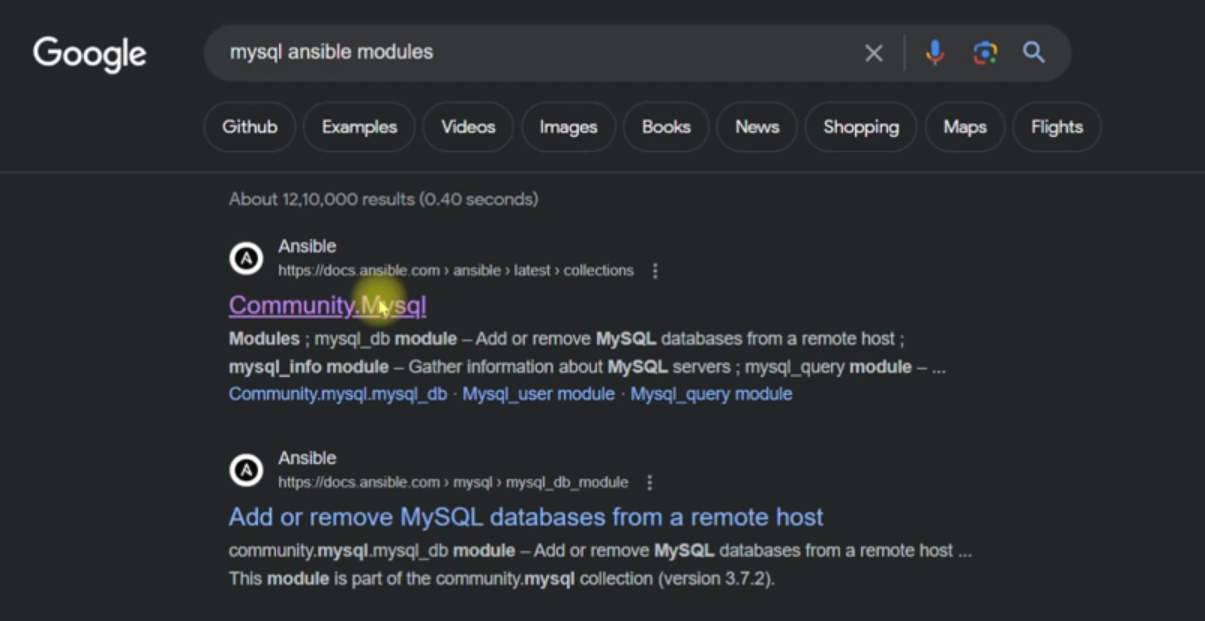 Google
mysql ansible modules
Github Examples Videos Images Books News Shopping Maps Flights
About 12,10,000 results (0.40 seconds)
Ansible
https://docs.ansible.com › ansible › latest › collections
Community.Mysql
Modules ; mysql_db module – Add or remove MySQL databases from a remote host ;
mysql_info module – Gather information about MySQL servers ; mysql_query module – ...
Community.mysql.mysql_db · Mysql_user module · Mysql_query module
Ansible
https://docs.ansible.com › mysql › mysql_db_module
Add or remove MySQL databases from a remote host
community.mysql.mysql_db module – Add or remove MySQL databases from a remote host ...
This module is part of the community.mysql collection (version 3.7.2).